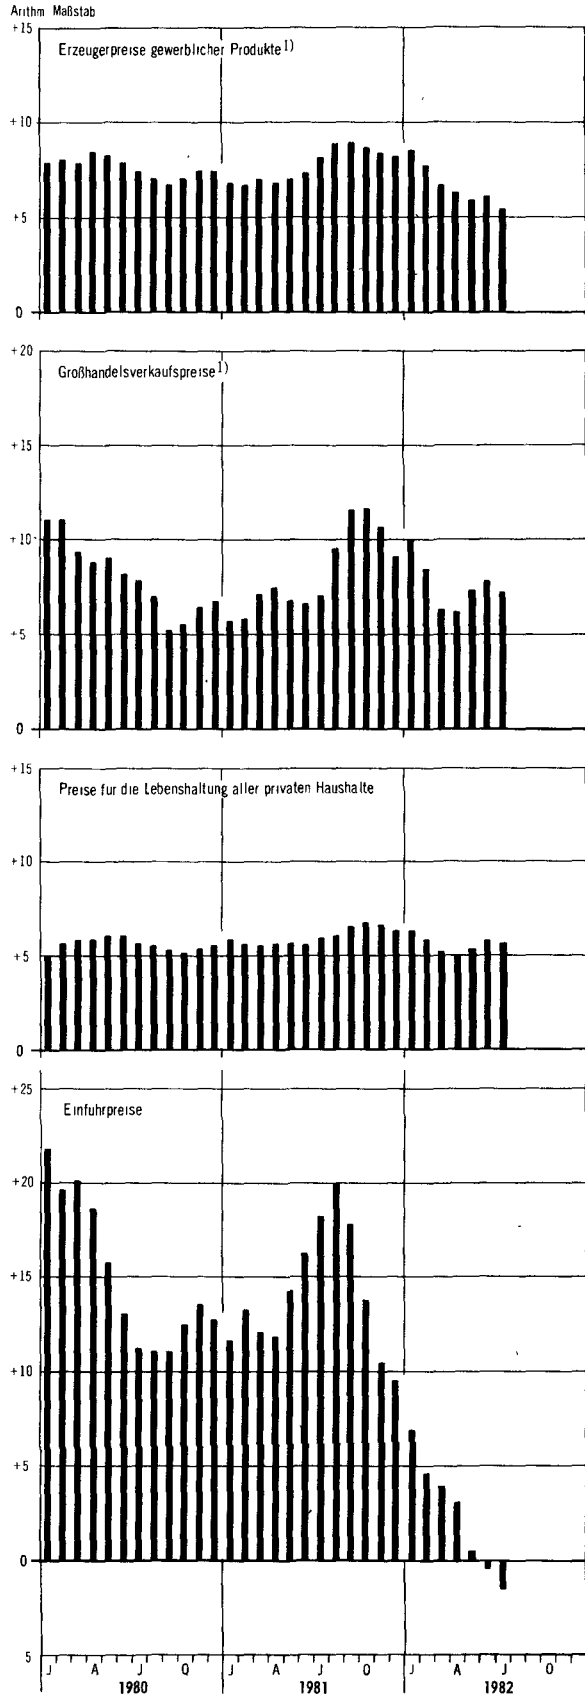 Arithm Maßstab
+15
Erzeugerpreise gewerblicher Produkte 1)
+10
+5
0
+20
Großhandelsverkaufspreise 1)
+15
+10
+5
0
+15
Preise fur die Lebenshaltung aller privaten Haushalte
+10
+5
0
+25
Einfuhrpreise
+20
+15
+10
+5
0
5
J A J O J A J O J A J O
1980 1981 1982